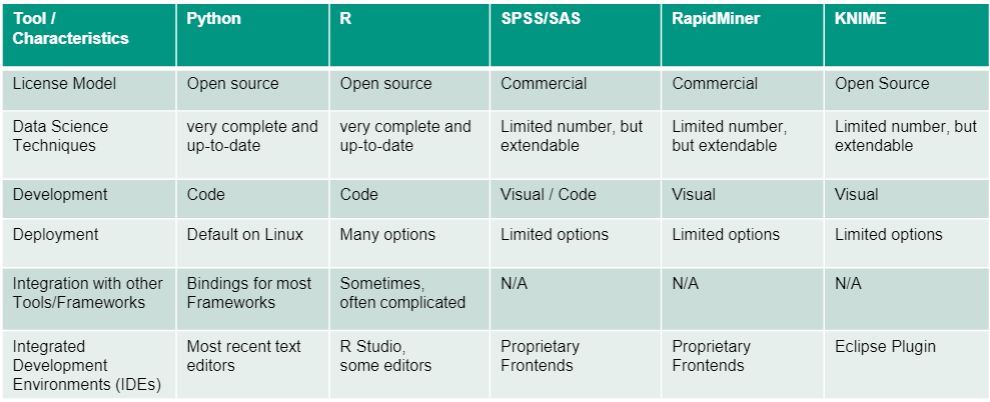 Tool / Characteristics Python R SPSS/SAS RapidMiner KNIME
License Model Open source Open source Commercial Commercial Open Source
Data Science Techniques very complete and up-to-date very complete and up-to-date Limited number, but extendable Limited number, but extendable Limited number, but extendable
Development Code Code Visual / Code Visual Visual
Deployment Default on Linux Many options Limited options Limited options Limited options
Integration with other Tools/Frameworks Bindings for most Frameworks Sometimes, often complicated N/A N/A N/A
Integrated Development Environments (IDEs) Most recent text editors R Studio, some editors Proprietary Frontends Proprietary Frontends Eclipse Plugin